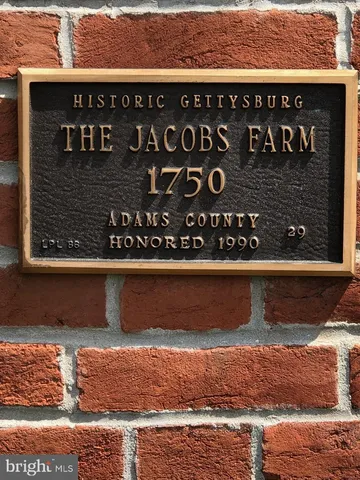 HISTORIC GETTYSBURG
THE JACOBS FARM
1750
ADAMS COUNTY
29
LPL 88 HONORED 1990
bright MLS